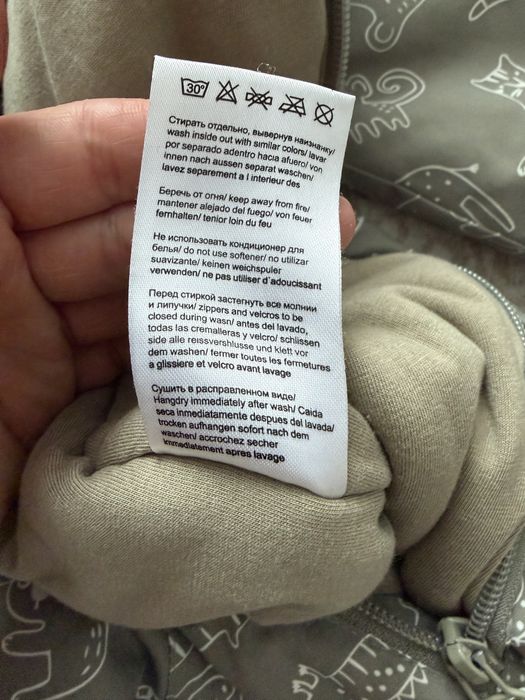 30°
Стирать отдельно, вывернув наизнанку/
wash inside out with similar colors/ lavar
por separado adentro hacia afuero/ von
innen nach aussen separat waschen/
lavez separement a l interieur des
Беречь от огня/ keep away from fire/
mantener alejado del fuego/ von feuer
fernhalten/ tenior loin du feu
Не использовать кондиционер для
белья/ do not use softener/ no utilizar
suavizante/ keinen weichspuler
verwenden/ ne pas utiliser d'adoucissant
Перед стиркой застегнуть все молнии
и липучки/ zippers and velcros to be
closed during wasn/ antes del lavado,
todas las cremalleras y velcro/ schlissen
side alle reissvershlusse und klett vor
dem washen/ fermer toutes les fermetures
a glissiere et velcro avant lavage
Сушить в расправленном виде/
Hangdry immediately after wash/ Caida
seca inmediatamente despues del lavada/
trocken aufhangen sofort nach dem
waschen/ accrochez secher
immediatement apres lavage